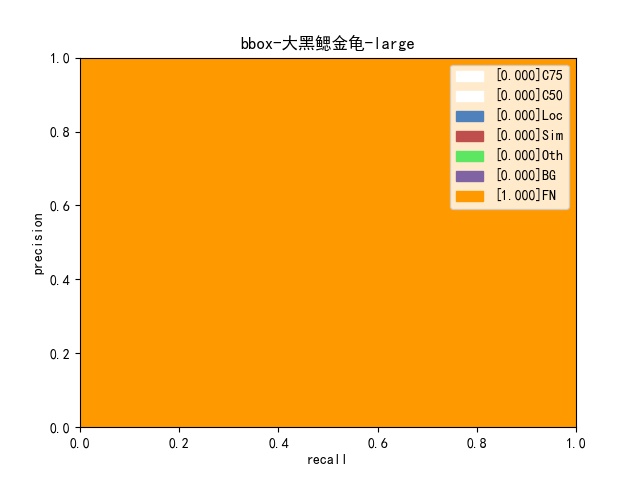 bbox-大黑鳃金龟-large
1.0
0.8
0.6
0.4
0.2
0.0
precision
[0.000]C75
[0.000]C50
[0.000]Loc
[0.000]Sim
[0.000]Oth
[0.000]BG
[1.000]FN
0.0 0.2 0.4 0.6 0.8 1.0
recall